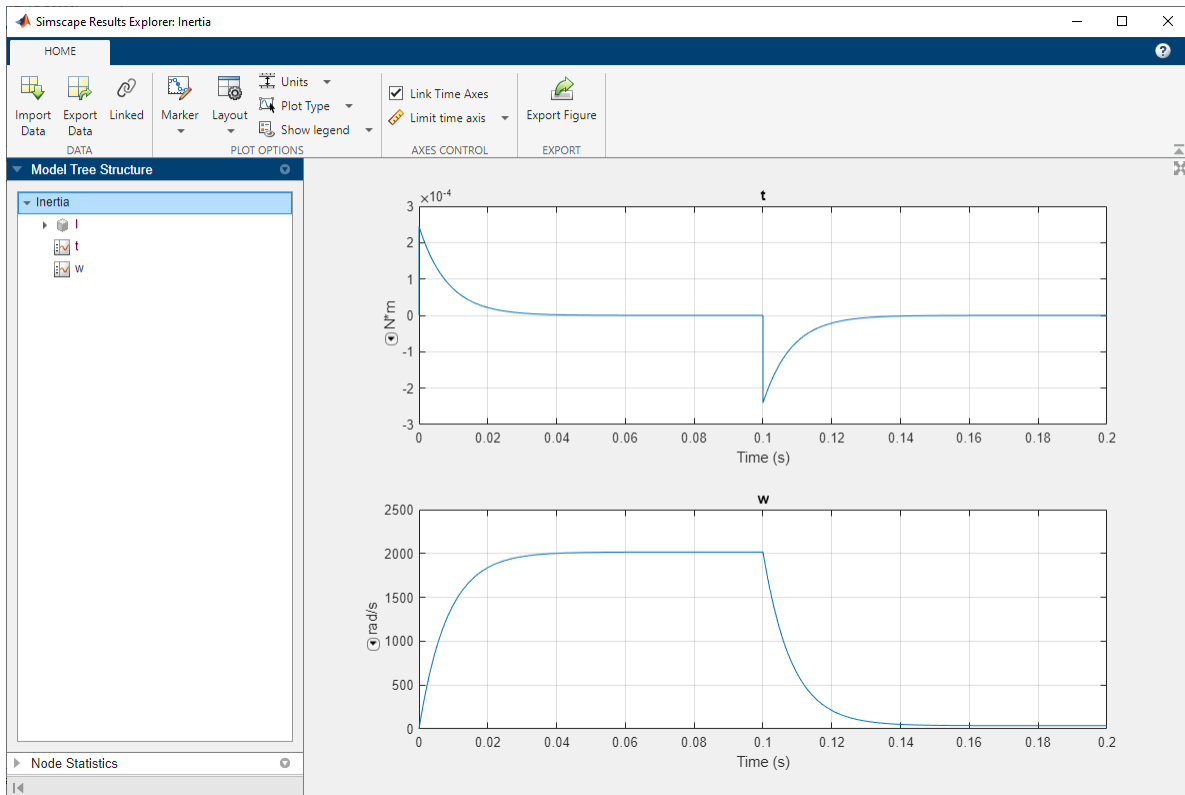 Simscape Results Explorer: Inertia
HOME
Import Data
Export Data
Linked
DATA
Marker
Layout
Units
Plot Type
Show legend
PLOT OPTIONS
Link Time Axes
Limit time axis
AXES CONTROL
Export Figure
EXPORT
Model Tree Structure
Inertia
I
t
w
Node Statistics
t
×10⁻⁴
3
2
1
0
-1
-2
-3
N*m
0 0.02 0.04 0.06 0.08 0.1 0.12 0.14 0.16 0.18 0.2
Time (s)
w
2500
2000
1500
1000
500
0
rad/s
0 0.02 0.04 0.06 0.08 0.1 0.12 0.14 0.16 0.18 0.2
Time (s)